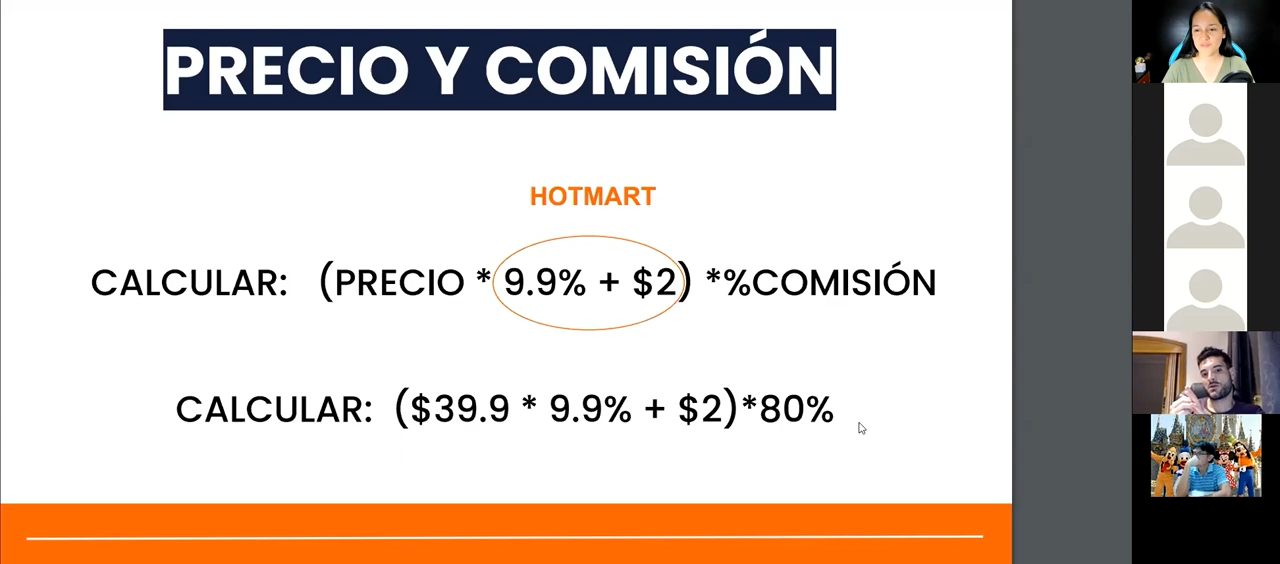 PRECIO Y COMISIÓN
HOTMART
CALCULAR: (PRECIO * 9.9% + $2) *%COMISIÓN
CALCULAR: ($39.9 * 9.9% + $2)*80%